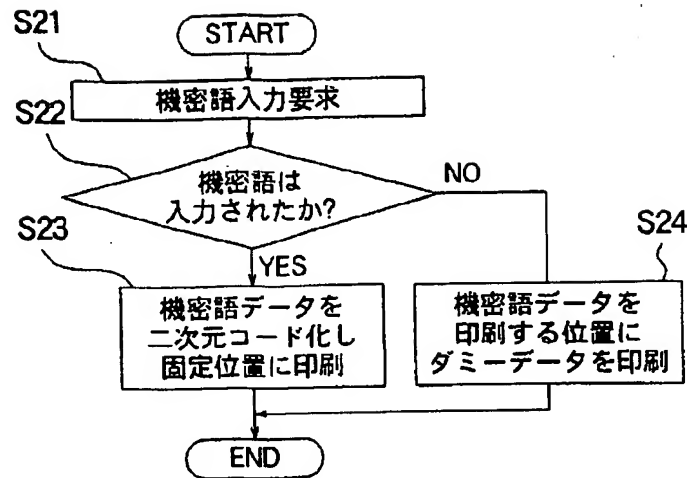 S21
START
機密語入力要求
S22
機密語は
入力されたか?
NO
S23
YES
S24
機密語データを
二次元コード化し
固定位置に印刷
機密語データを
印刷する位置に
ダミーデータを印刷
END